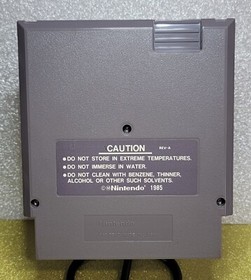 CAUTION REV-A
• DO NOT STORE IN EXTREME TEMPERATURES.
• DO NOT IMMERSE IN WATER.
• DO NOT CLEAN WITH BENZENE, THINNER,
ALCOHOL OR OTHER SUCH SOLVENTS.
©®Nintendo 1985